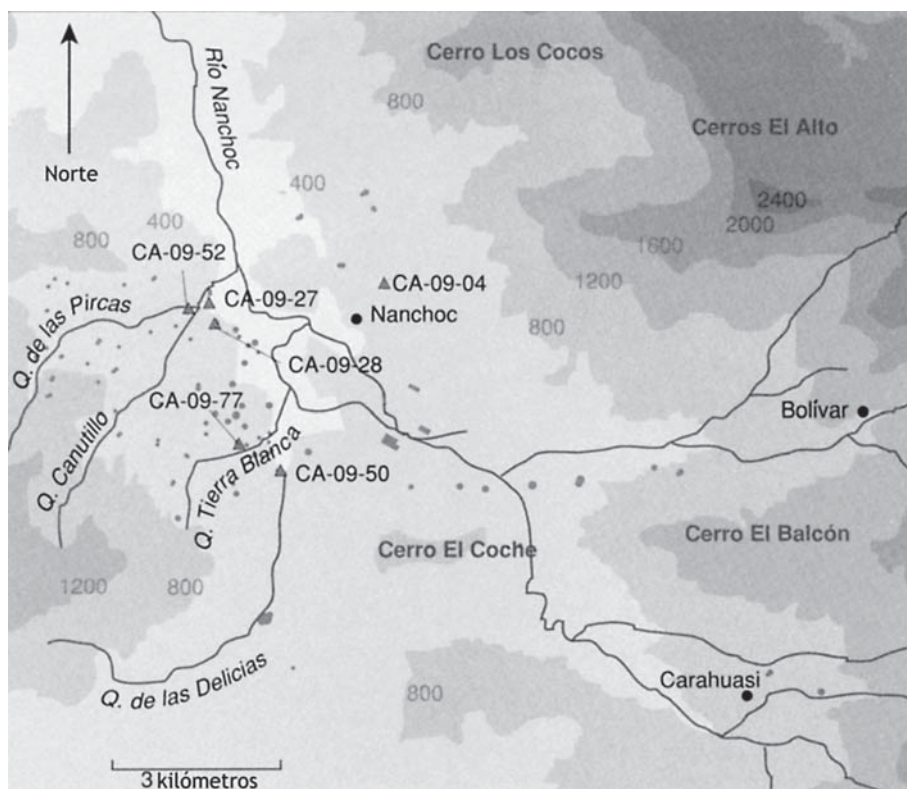 Cerro Los Cocos
Río Nanchoc
800
Cerros El Alto
Norte
400
2400
400
2000
800
1600
CA-09-52
1200
CA-09-04
CA-09-27
Nanchoc
Q. de las Pircas
800
CA-09-28
CA-09-77
Bolívar
Q. Canutillo
Q. Tierra Blanca
CA-09-50
Cerro El Coche
Cerro El Balcón
1200
800
Q. de las Delicias
Carahuasi
800
3 kilómetros